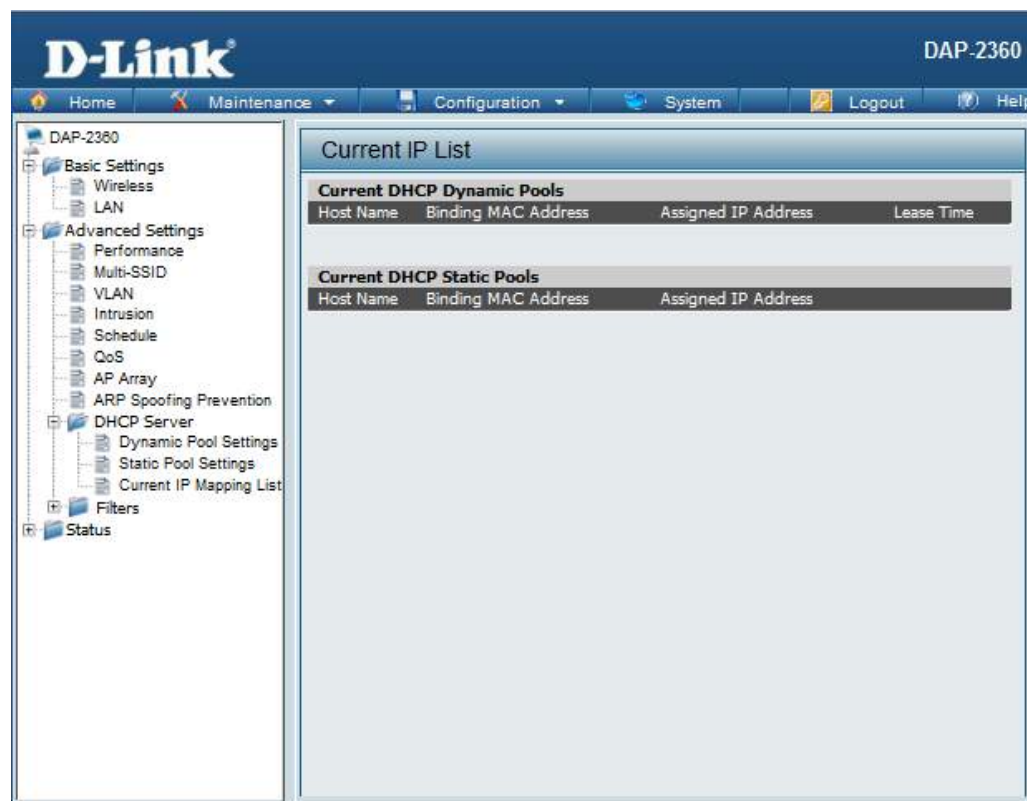 D-Link
DAP-2360
Home Maintenance Configuration System Logout Help
DAP-2360
Basic Settings
Wireless
LAN
Advanced Settings
Performance
Multi-SSID
VLAN
Intrusion
Schedule
QoS
AP Array
ARP Spoofing Prevention
DHCP Server
Dynamic Pool Settings
Static Pool Settings
Current IP Mapping List
Filters
Status
Current IP List
Current DHCP Dynamic Pools
Host Name Binding MAC Address Assigned IP Address Lease Time
Current DHCP Static Pools
Host Name Binding MAC Address Assigned IP Address